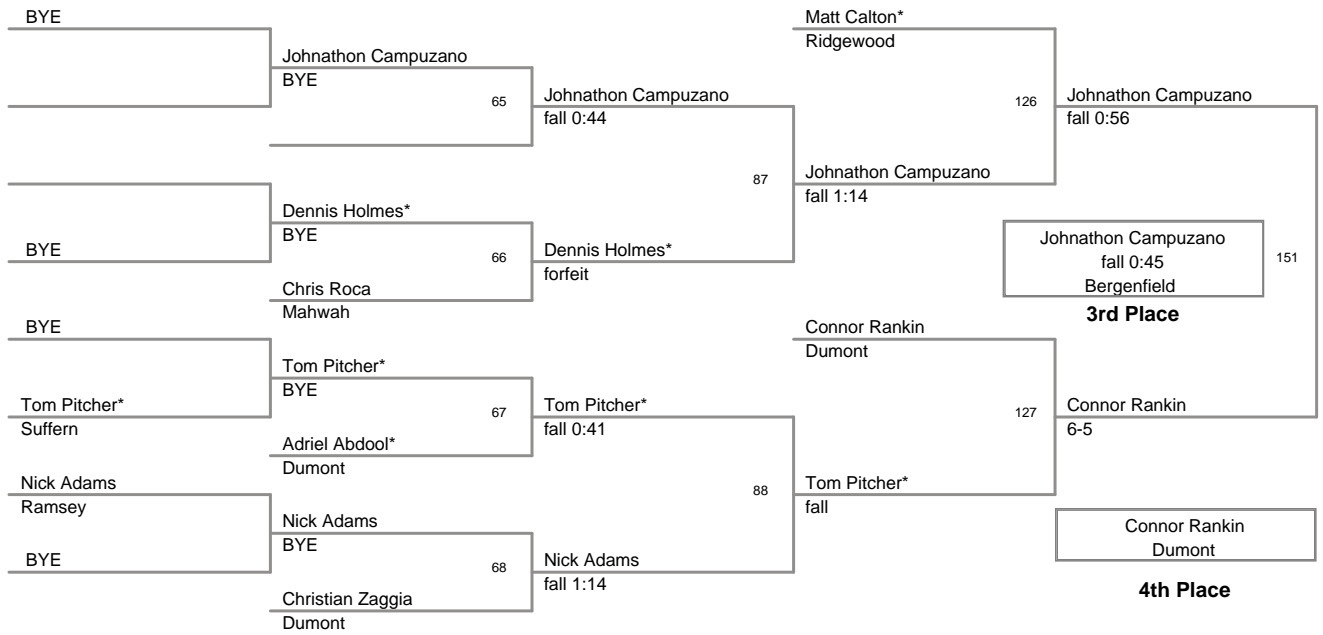 BYE
Johnathon Campuzano
BYE
65
Johnathon Campuzano
fall 0:44
Dennis Holmes*
BYE
BYE
66
Chris Roca
Mahwah
Dennis Holmes*
forfeit
87
Johnathon Campuzano
fall 1:14
Matt Calton*
Ridgewood
126
Johnathon Campuzano
fall 0:56
BYE
Tom Pitcher*
BYE
Tom Pitcher*
Suffern
67
Adriel Abdool*
Dumont
Tom Pitcher*
fall 0:41
Nick Adams
Ramsey
Nick Adams
BYE
BYE
68
Christian Zaggia
Dumont
Nick Adams
fall 1:14
88
Tom Pitcher*
fall
Connor Rankin
Dumont
127
Connor Rankin
6-5
151
Johnathon Campuzano
fall 0:45
Bergenfield
3rd Place
Connor Rankin
Dumont
4th Place